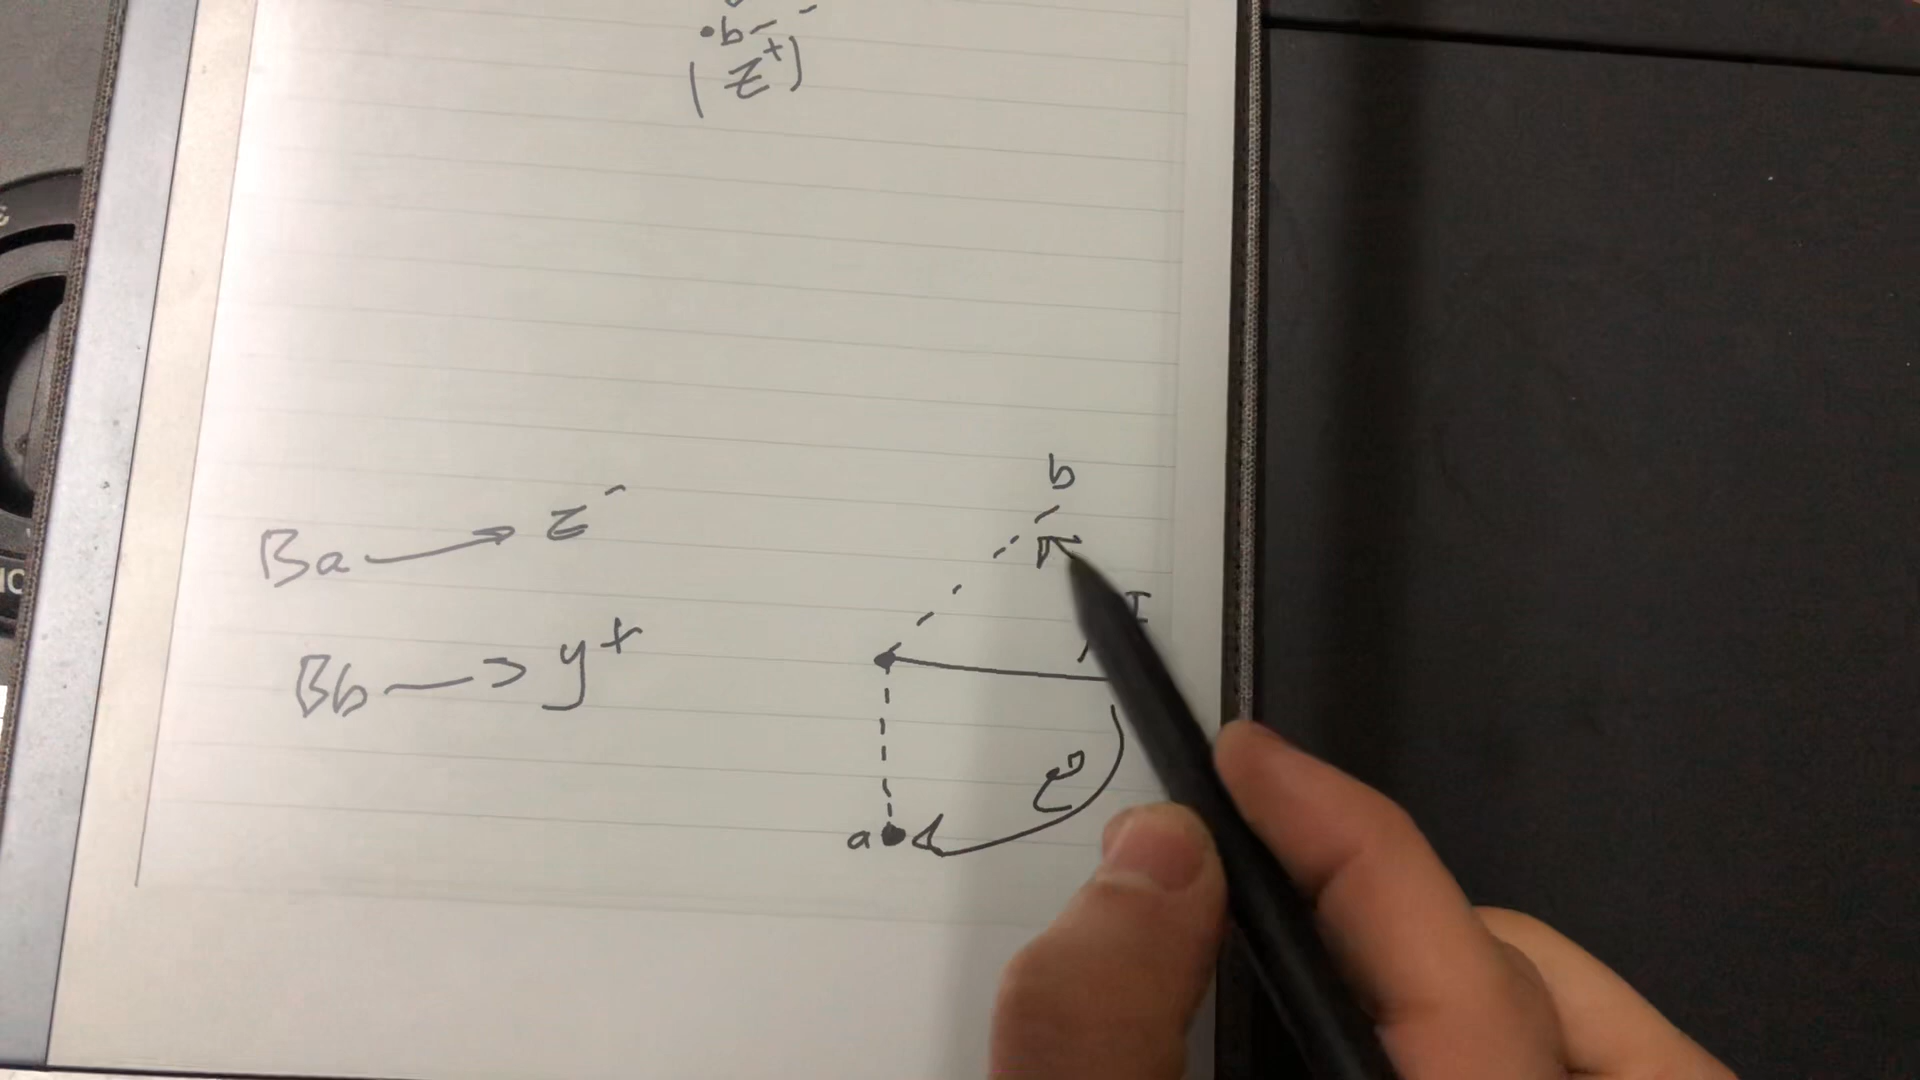 (z⁺)
b
Ba → z⁻
I
Bb → y⁺
a